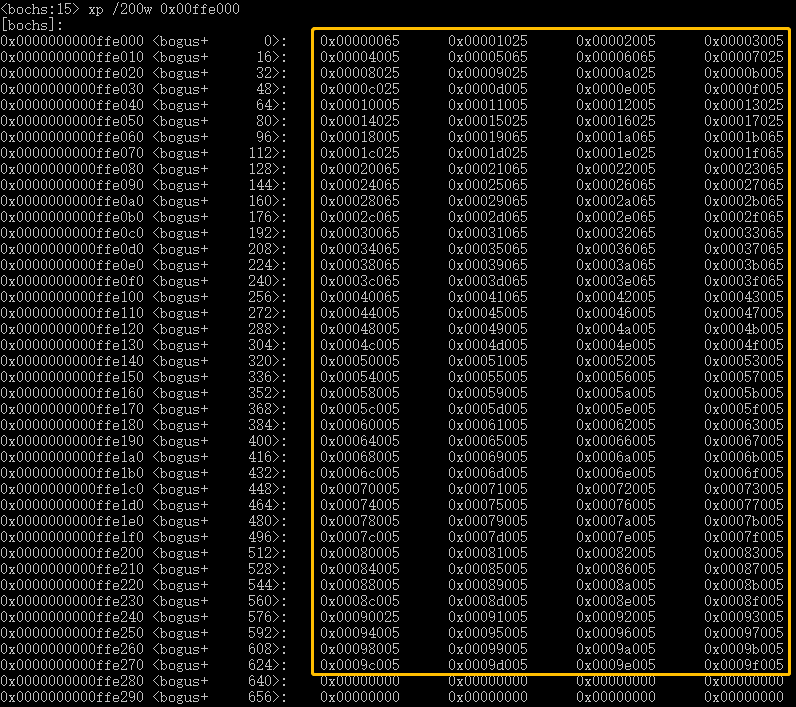 <bochs:15> xp /200w 0x00ffe000
[bochs]:
0x0000000000ffe000 <bogus+       0>:    0x00000065      0x00001025      0x00002005      0x00003005
0x0000000000ffe010 <bogus+      16>:    0x00004005      0x00005065      0x00006065      0x00007025
0x0000000000ffe020 <bogus+      32>:    0x00008025      0x00009025      0x0000a025      0x0000b005
0x0000000000ffe030 <bogus+      48>:    0x0000c025      0x0000d005      0x0000e005      0x0000f005
0x0000000000ffe040 <bogus+      64>:    0x00010005      0x00011005      0x00012005      0x00013025
0x0000000000ffe050 <bogus+      80>:    0x00014025      0x00015025      0x00016025      0x00017025
0x0000000000ffe060 <bogus+      96>:    0x00018005      0x00019065      0x0001a065      0x0001b065
0x0000000000ffe070 <bogus+     112>:    0x0001c025      0x0001d025      0x0001e025      0x0001f065
0x0000000000ffe080 <bogus+     128>:    0x00020065      0x00021065      0x00022005      0x00023065
0x0000000000ffe090 <bogus+     144>:    0x00024065      0x00025065      0x00026065      0x00027065
0x0000000000ffe0a0 <bogus+     160>:    0x00028065      0x00029065      0x0002a065      0x0002b065
0x0000000000ffe0b0 <bogus+     176>:    0x0002c065      0x0002d065      0x0002e065      0x0002f065
0x0000000000ffe0c0 <bogus+     192>:    0x00030065      0x00031065      0x00032065      0x00033065
0x0000000000ffe0d0 <bogus+     208>:    0x00034065      0x00035065      0x00036065      0x00037065
0x0000000000ffe0e0 <bogus+     224>:    0x00038065      0x00039065      0x0003a065      0x0003b065
0x0000000000ffe0f0 <bogus+     240>:    0x0003c065      0x0003d065      0x0003e065      0x0003f065
0x0000000000ffe100 <bogus+     256>:    0x00040065      0x00041065      0x00042005      0x00043005
0x0000000000ffe110 <bogus+     272>:    0x00044005      0x00045005      0x00046005      0x00047005
0x0000000000ffe120 <bogus+     288>:    0x00048005      0x00049005      0x0004a005      0x0004b005
0x0000000000ffe130 <bogus+     304>:    0x0004c005      0x0004d005      0x0004e005      0x0004f005
0x0000000000ffe140 <bogus+     320>:    0x00050005      0x00051005      0x00052005      0x00053005
0x0000000000ffe150 <bogus+     336>:    0x00054005      0x00055005      0x00056005      0x00057005
0x0000000000ffe160 <bogus+     352>:    0x00058005      0x00059005      0x0005a005      0x0005b005
0x0000000000ffe170 <bogus+     368>:    0x0005c005      0x0005d005      0x0005e005      0x0005f005
0x0000000000ffe180 <bogus+     384>:    0x00060005      0x00061005      0x00062005      0x00063005
0x0000000000ffe190 <bogus+     400>:    0x00064005      0x00065005      0x00066005      0x00067005
0x0000000000ffe1a0 <bogus+     416>:    0x00068005      0x00069005      0x0006a005      0x0006b005
0x0000000000ffe1b0 <bogus+     432>:    0x0006c005      0x0006d005      0x0006e005      0x0006f005
0x0000000000ffe1c0 <bogus+     448>:    0x00070005      0x00071005      0x00072005      0x00073005
0x0000000000ffe1d0 <bogus+     464>:    0x00074005      0x00075005      0x00076005      0x00077005
0x0000000000ffe1e0 <bogus+     480>:    0x00078005      0x00079005      0x0007a005      0x0007b005
0x0000000000ffe1f0 <bogus+     496>:    0x0007c005      0x0007d005      0x0007e005      0x0007f005
0x0000000000ffe200 <bogus+     512>:    0x00080005      0x00081005      0x00082005      0x00083005
0x0000000000ffe210 <bogus+     528>:    0x00084005      0x00085005      0x00086005      0x00087005
0x0000000000ffe220 <bogus+     544>:    0x00088005      0x00089005      0x0008a005      0x0008b005
0x0000000000ffe230 <bogus+     560>:    0x0008c005      0x0008d005      0x0008e005      0x0008f005
0x0000000000ffe240 <bogus+     576>:    0x00090025      0x00091005      0x00092005      0x00093005
0x0000000000ffe250 <bogus+     592>:    0x00094005      0x00095005      0x00096005      0x00097005
0x0000000000ffe260 <bogus+     608>:    0x00098005      0x00099005      0x0009a005      0x0009b005
0x0000000000ffe270 <bogus+     624>:    0x0009c005      0x0009d005      0x0009e005      0x0009f005
0x0000000000ffe280 <bogus+     640>:    0x00000000      0x00000000      0x00000000      0x00000000
0x0000000000ffe290 <bogus+     656>:    0x00000000      0x00000000      0x00000000      0x00000000